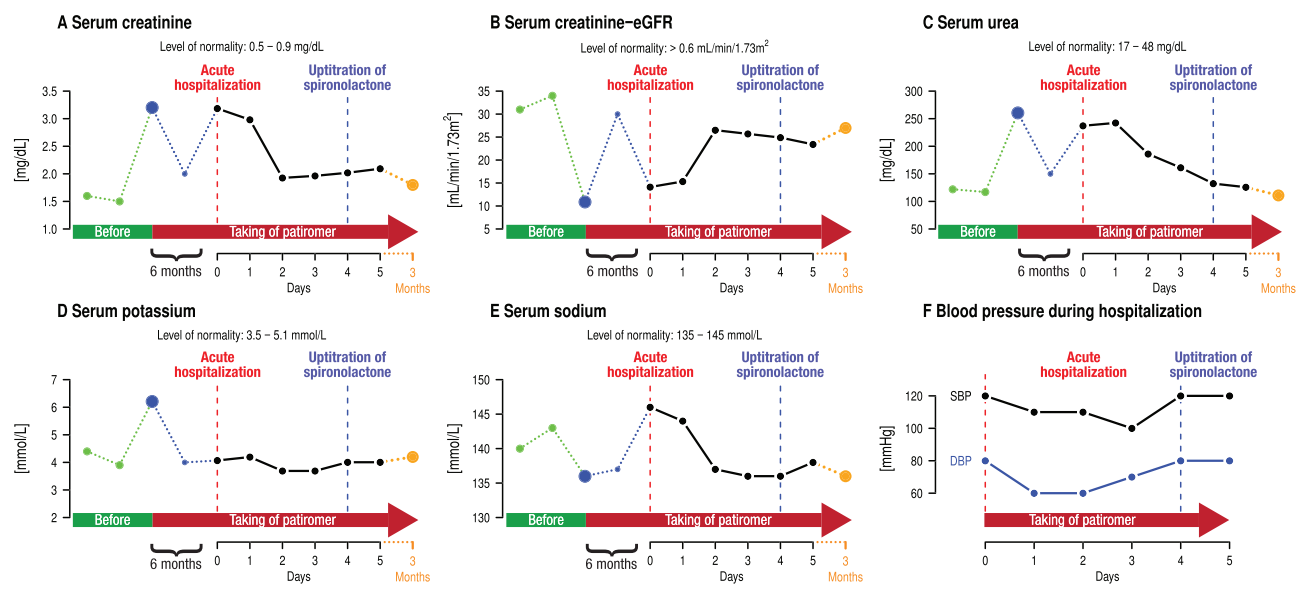 A Serum creatinine
Level of normality: 0.5 – 0.9 mg/dL
Acute
hospitalization
Uptitration of
spironolactone
[mg/dL]
3.5
3.0
2.5
2.0
1.5
1.0
Before
Taking of patiromer
6 months
0 1 2 3 4 5 3
Days
Months
B Serum creatinine–eGFR
Level of normality: > 0.6 mL/min/1.73m²
Acute
hospitalization
Uptitration of
spironolactone
[mL/min/1.73m²]
35
30
25
20
15
10
5
Before
Taking of patiromer
6 months
0 1 2 3 4 5 3
Days
Months
C Serum urea
Level of normality: 17 – 48 mg/dL
Acute
hospitalization
Uptitration of
spironolactone
[mg/dL]
300
250
200
150
100
50
Before
Taking of patiromer
6 months
0 1 2 3 4 5 3
Days
Months
D Serum potassium
Level of normality: 3.5 – 5.1 mmol/L
Acute
hospitalization
Uptitration of
spironolactone
[mmol/L]
7
6
5
4
3
2
Before
Taking of patiromer
6 months
0 1 2 3 4 5 3
Days
Months
E Serum sodium
Level of normality: 135 – 145 mmol/L
Acute
hospitalization
Uptitration of
spironolactone
[mmol/L]
150
145
140
135
130
Before
Taking of patiromer
6 months
0 1 2 3 4 5 3
Days
Months
F Blood pressure during hospitalization
Acute
hospitalization
Uptitration of
spironolactone
[mmHg]
120
100
80
60
SBP
DBP
Taking of patiromer
0 1 2 3 4 5
Days